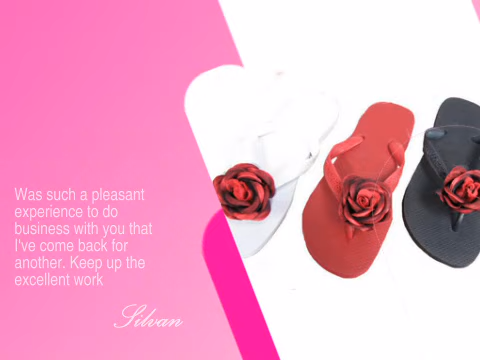 Was such a pleasant
experience to do
business with you that
I've come back for
another. Keep up the
excellent work
Silvan